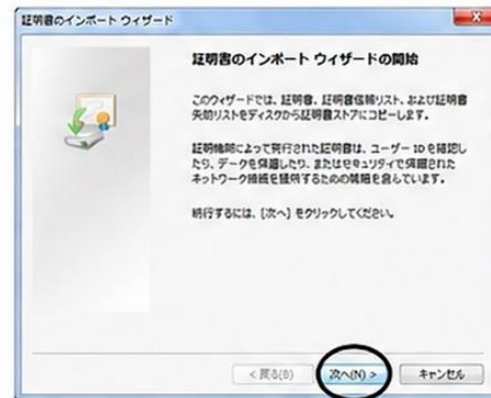 証明書のインポート ウィザード
証明書のインポート ウィザードの開始
このウィザードでは、証明書、証明書信頼リスト、および証明書
失効リストをディスクから証明書ストアにコピーします。
証明機関によって発行された証明書は、ユーザー ID を確認し
たり、データを保護したり、またはセキュリティで保護された
ネットワーク接続を提供するための情報を含んでいます。
続行するには、[次へ] をクリックしてください。
< 戻る(B)
次へ(N) >
キャンセル